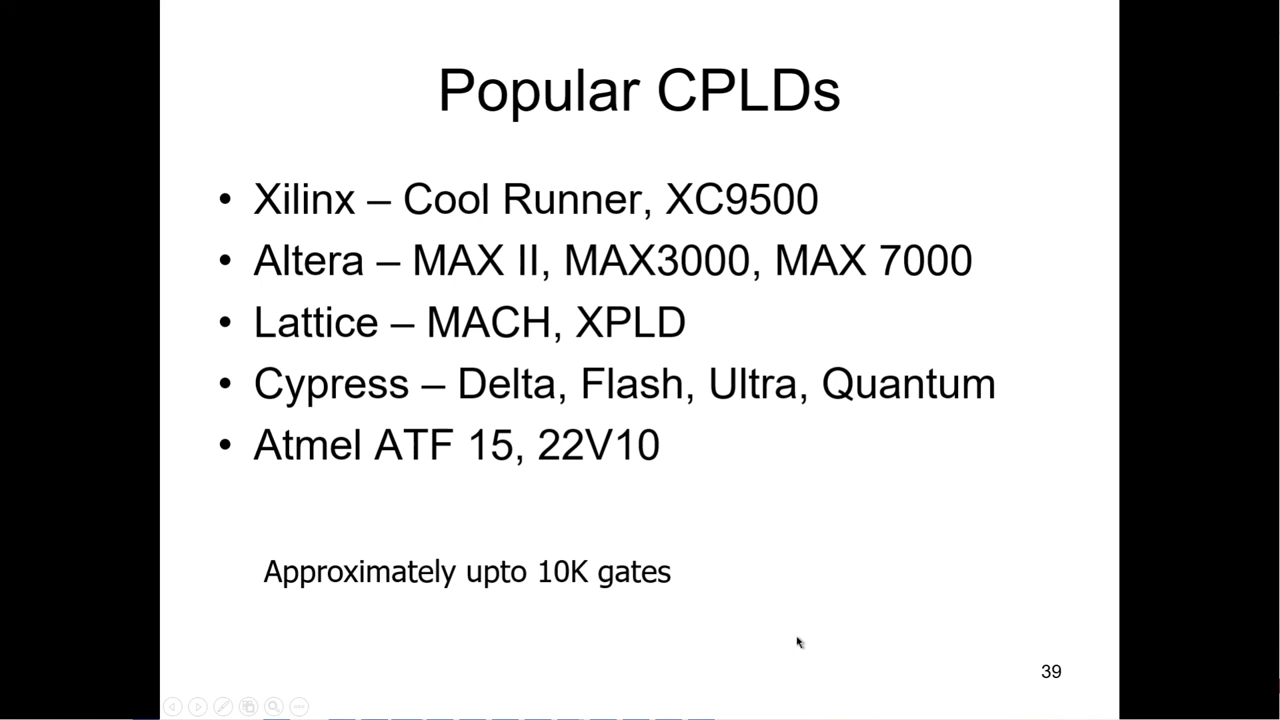 Popular CPLDs
• Xilinx – Cool Runner, XC9500
• Altera – MAX II, MAX3000, MAX 7000
• Lattice – MACH, XPLD
• Cypress – Delta, Flash, Ultra, Quantum
• Atmel ATF 15, 22V10
Approximately upto 10K gates
39